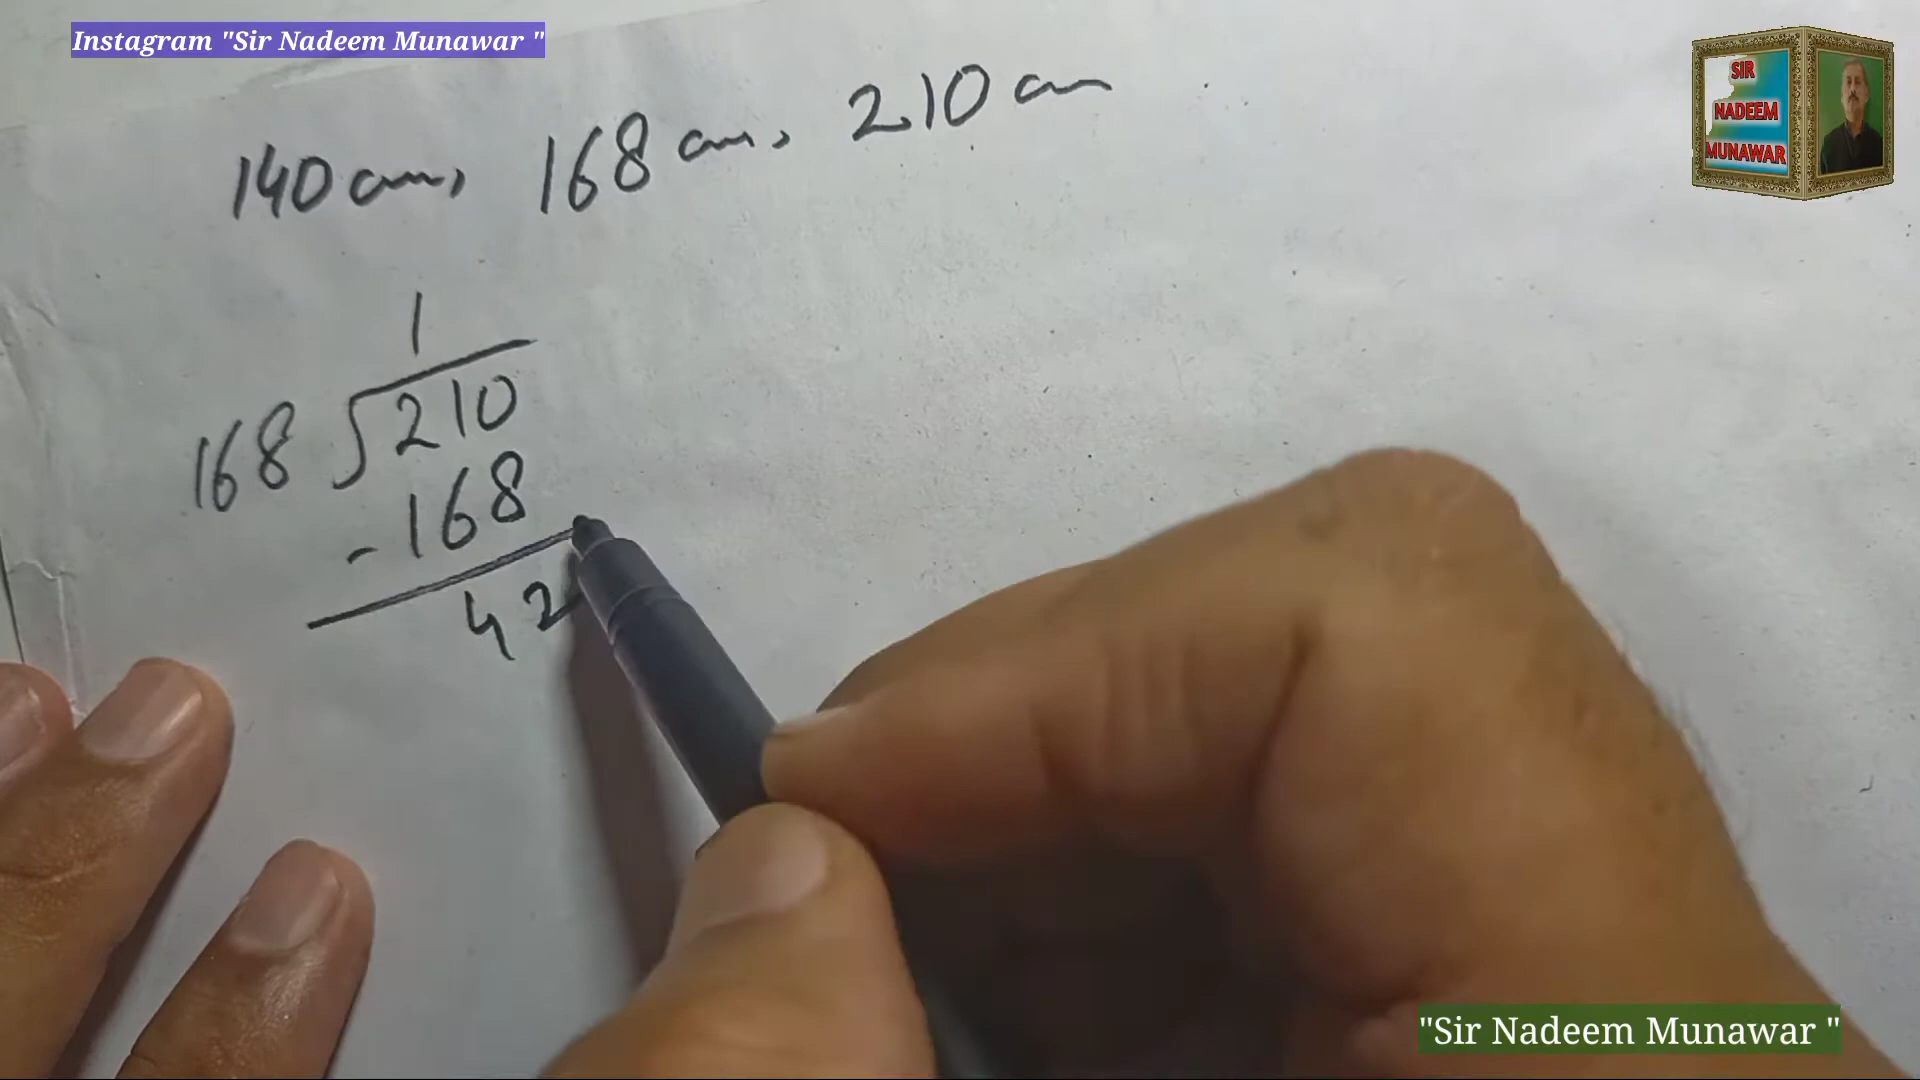 Instagram "Sir Nadeem Munawar "
SIR
NADEEM
MUNAWAR
140 cm, 168 cm, 210 cm
1
168 210
- 168
42
"Sir Nadeem Munawar "